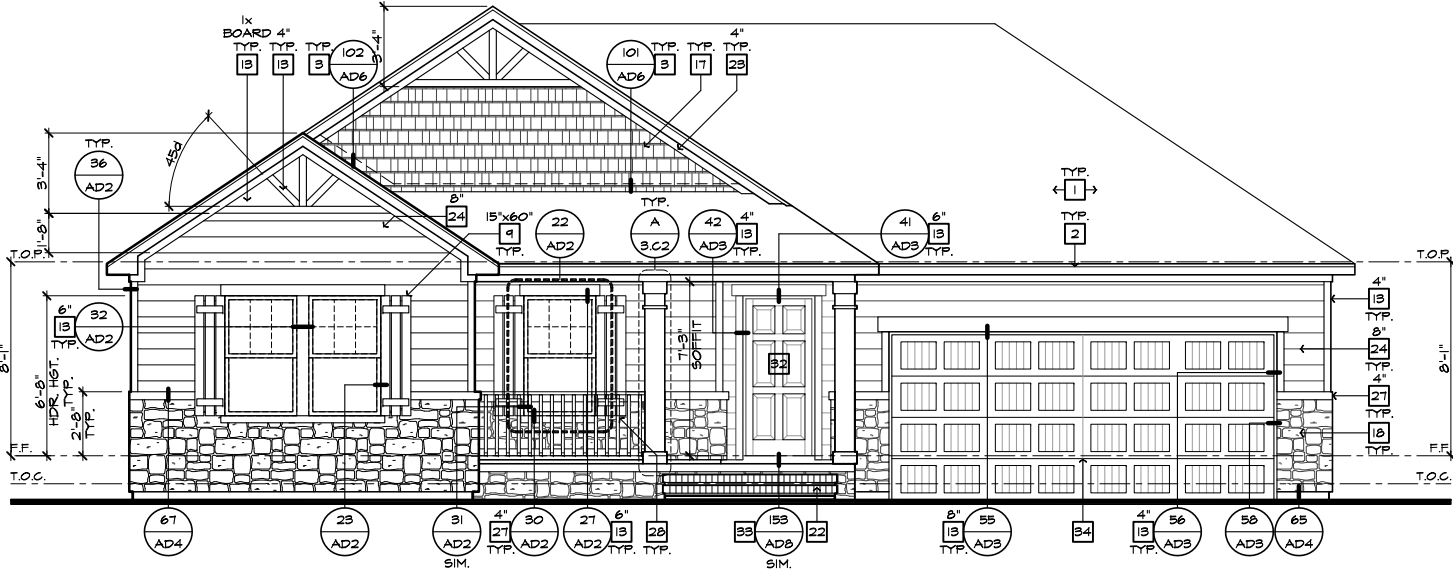 1x
BOARD 4"
TYP. TYP.
13 13
TYP.
3
102
AD6
3'-4"
101
AD6
TYP.
3
TYP.
17
4"
TYP.
23
45d
TYP.
36
AD2
3'-4"
1'-8"
8"
24
15"x60"
9
TYP.
22
AD2
TYP.
A
3.C2
42
AD3
4"
13
TYP.
41
AD3
6"
13
TYP.
TYP.
1
TYP.
2
T.O.P.
T.O.P.
8'-1"
6"
13
TYP.
32
AD2
6'-8"
HDR. HGT.
TYP.
2'-8"
TYP.
7'-3"
SOFFIT
32
4"
13
TYP.
8"
24
TYP.
4"
27
TYP.
18
TYP.
8'-1"
F.F.
F.F.
T.O.C.
T.O.C.
67
AD4
23
AD2
31
AD2
SIM.
4"
27
TYP.
30
AD2
27
AD2
6"
13
TYP.
28
TYP.
33
153
AD8
SIM.
22
8"
13
TYP.
55
AD3
34
4"
13
TYP.
56
AD3
58
AD3
65
AD4